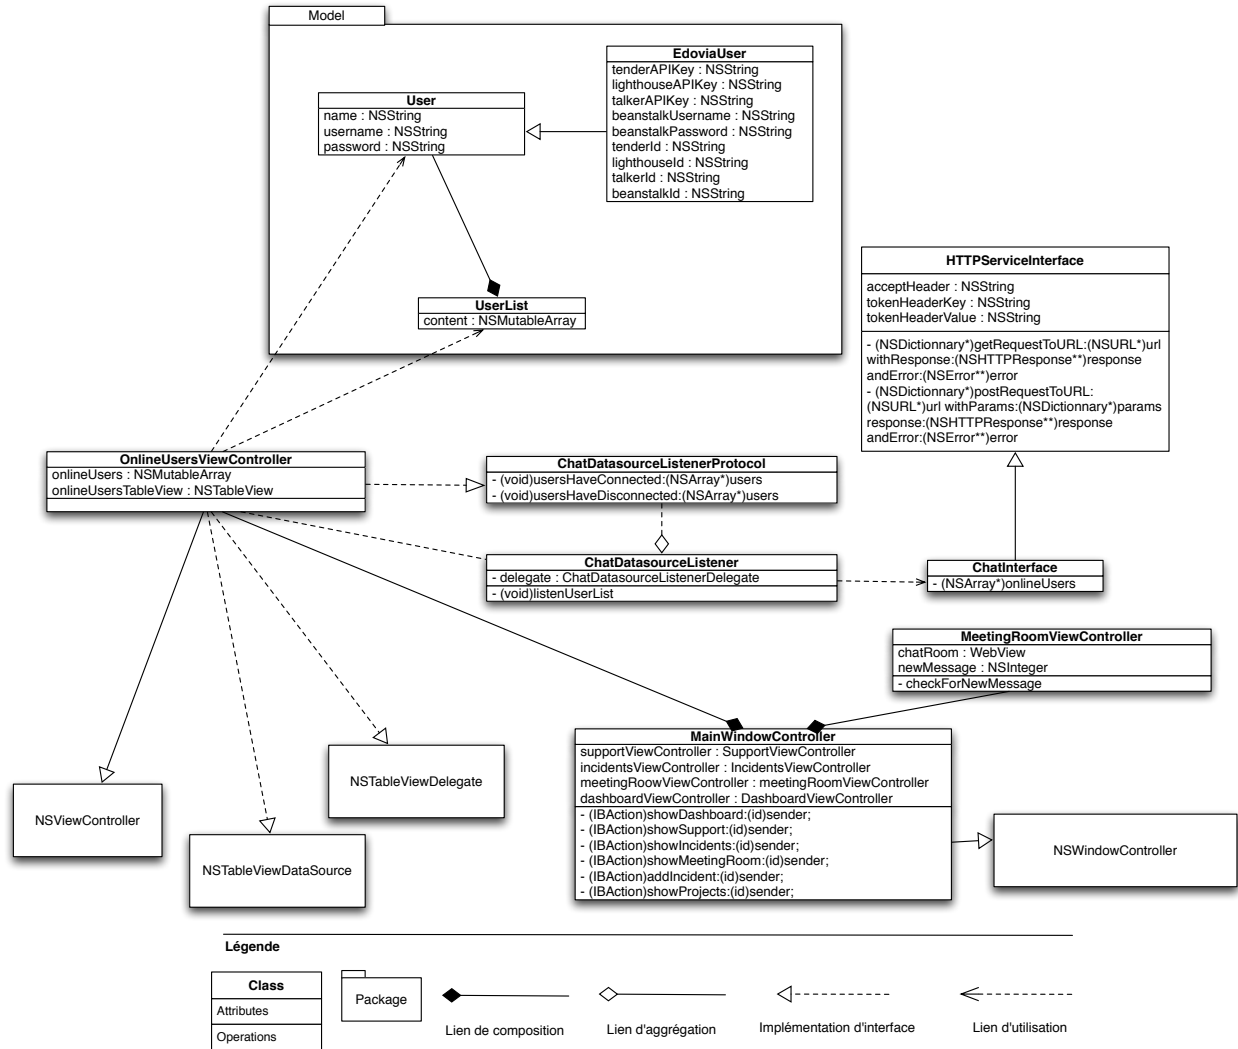 Model
EdoviaUser
tenderAPIKey : NSString
lighthouseAPIKey : NSString
talkerAPIKey : NSString
beanstalkUsername : NSString
beanstalkPassword : NSString
tenderId : NSString
lighthouseId : NSString
talkerId : NSString
beanstalkId : NSString
User
name : NSString
username : NSString
password : NSString
UserList
content : NSMutableArray
HTTPServiceInterface
acceptHeader : NSString
tokenHeaderKey : NSString
tokenHeaderValue : NSString
- (NSDictionnary*)getRequestToURL:(NSURL*)url
withResponse:(NSHTTPResponse**)response
andError:(NSError**)error
- (NSDictionnary*)postRequestToURL:
(NSURL*)url withParams:(NSDictionnary*)params
response:(NSHTTPResponse**)response
andError:(NSError**)error
OnlineUsersViewController
onlineUsers : NSMutableArray
onlineUsersTableView : NSTableView
ChatDatasourceListenerProtocol
- (void)usersHaveConnected:(NSArray*)users
- (void)usersHaveDisconnected:(NSArray*)users
ChatDatasourceListener
- delegate : ChatDatasourceListenerDelegate
- (void)listenUserList
ChatInterface
- (NSArray*)onlineUsers
MeetingRoomViewController
chatRoom : WebView
newMessage : NSInteger
- checkForNewMessage
MainWindowController
supportViewController : SupportViewController
incidentsViewController : IncidentsViewController
meetingRoowViewController : meetingRoomViewController
dashboardViewController : DashboardViewController
- (IBAction)showDashboard:(id)sender;
- (IBAction)showSupport:(id)sender;
- (IBAction)showIncidents:(id)sender;
- (IBAction)showMeetingRoom:(id)sender;
- (IBAction)addIncident:(id)sender;
- (IBAction)showProjects:(id)sender;
NSTableViewDelegate
NSViewController
NSTableViewDataSource
NSWindowController
Légende
Class
Attributes
Operations
Package
Lien de composition
Lien d'aggrégation
Implémentation d'interface
Lien d'utilisation